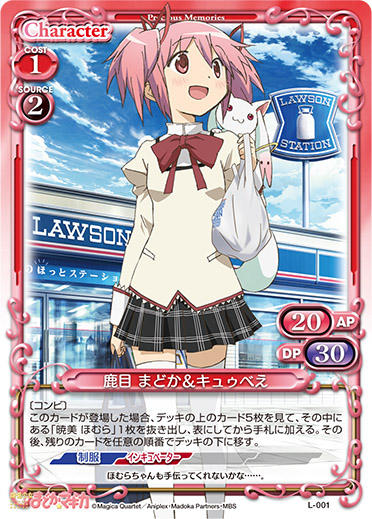 Precious Memories
Character
COST
1
SOURCE
2
LAWSON
STATION
LAWSON
のほっとステーション
20 AP
DP 30
鹿目 まどか&キュゥべえ
[コンビ]
このカードが登場した場合、デッキの上のカード5枚を見て、その中に
ある「暁美 ほむら」1枚を抜き出し、表にしてから手札に加える。その
後、残りのカードを任意の順番でデッキの下に移す。
制服 インキュベーター
ほむらちゃんも手伝ってくれないかな……。
まどか☆マギカ
©Magica Quartet／Aniplex・Madoka Partners・MBS
L-001